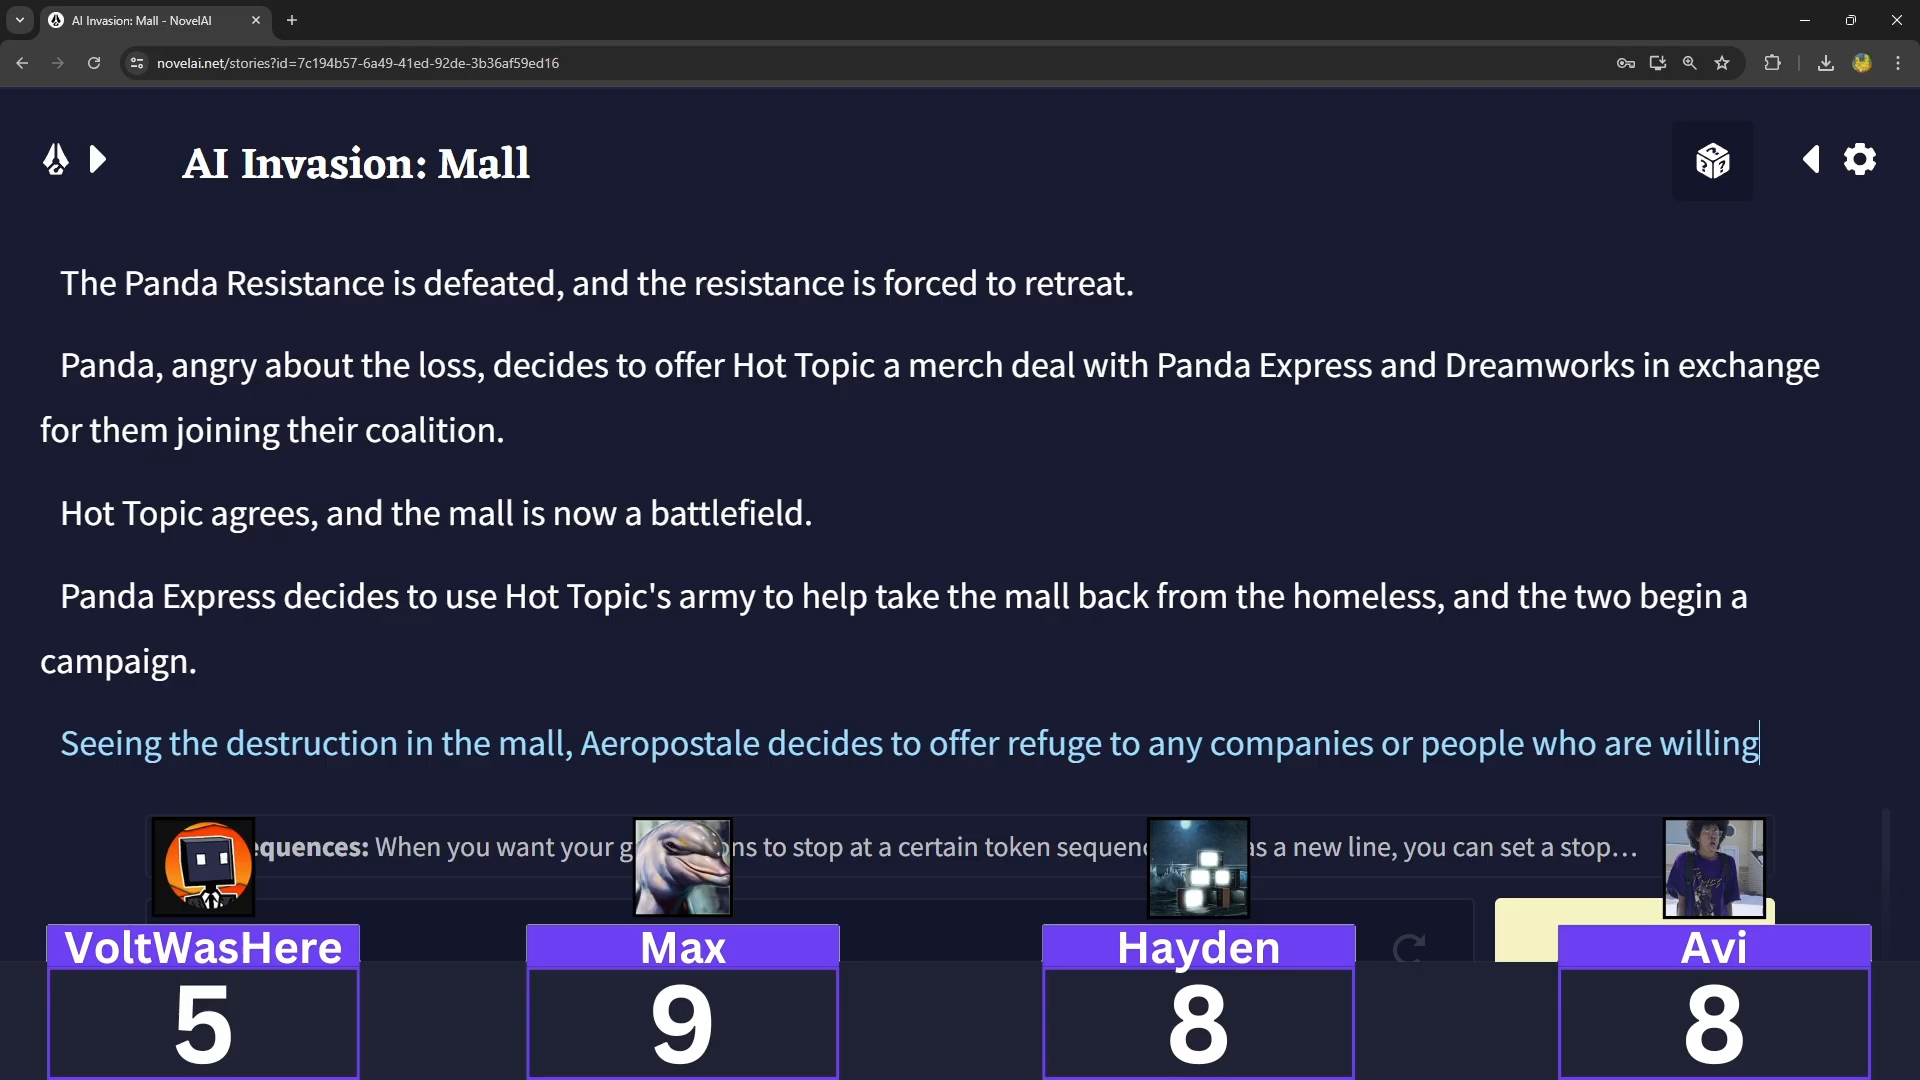 AI Invasion: Mall - NovelAI
novelai.net/stories?id=7c194b57-6a49-41ed-92de-3b36af59ed16
AI Invasion: Mall
The Panda Resistance is defeated, and the resistance is forced to retreat.
Panda, angry about the loss, decides to offer Hot Topic a merch deal with Panda Express and Dreamworks in exchange
for them joining their coalition.
Hot Topic agrees, and the mall is now a battlefield.
Panda Express decides to use Hot Topic's army to help take the mall back from the homeless, and the two begin a
campaign.
Seeing the destruction in the mall, Aeropostale decides to offer refuge to any companies or people who are willing
equences: When you want your g ns to stop at a certain token sequen as a new line, you can set a stop...
VoltWasHere
5
Max
9
Hayden
8
Avi
8